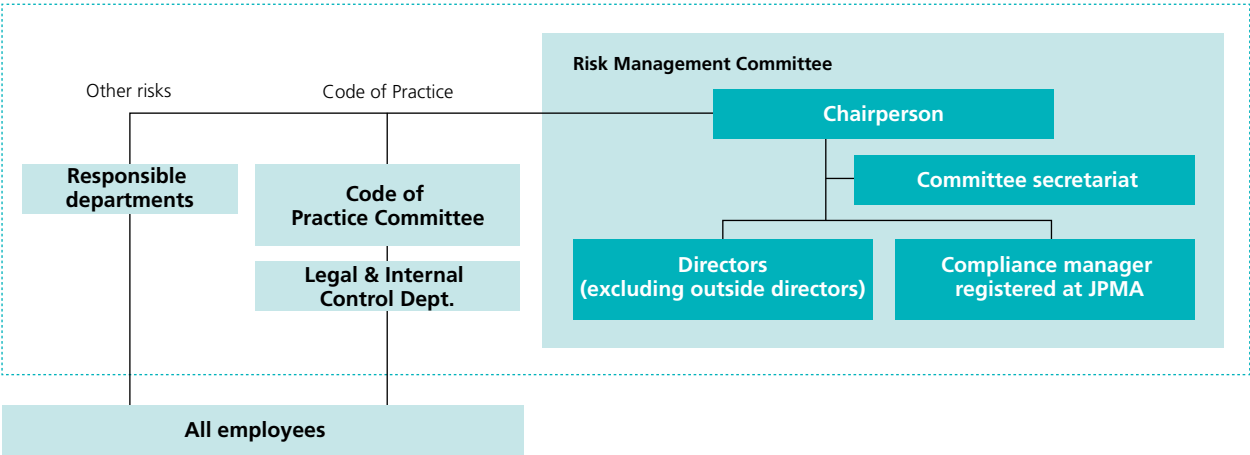 Risk Management Committee
Other risks
Code of Practice
Chairperson
Responsible
departments
Code of
Practice Committee
Committee secretariat
Legal & Internal
Control Dept.
Directors
(excluding outside directors)
Compliance manager
registered at JPMA
All employees